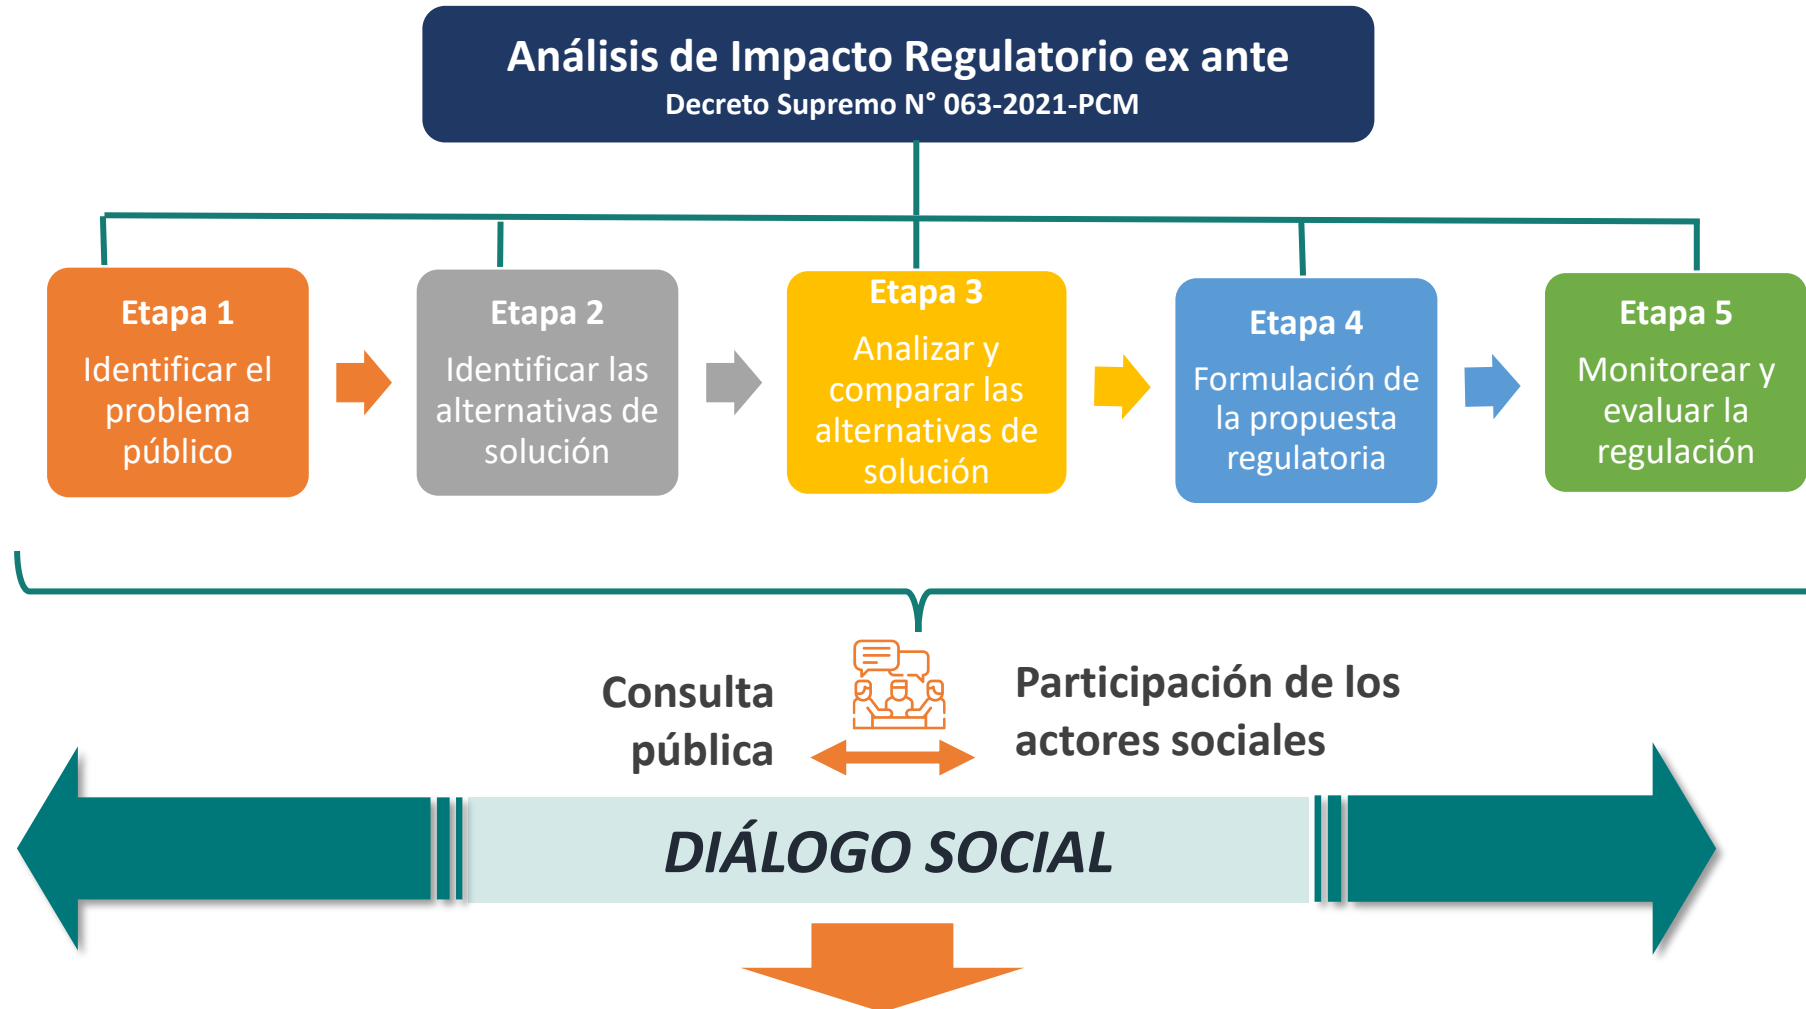 Análisis de Impacto Regulatorio ex ante
Decreto Supremo N° 063-2021-PCM
Etapa 1
Identificar el
problema
público
Etapa 2
Identificar las
alternativas de
solución
Etapa 3
Analizar y
comparar las
alternativas de
solución
Etapa 4
Formulación de
la propuesta
regulatoria
Etapa 5
Monitorear y
evaluar la
regulación
Consulta
pública
Participación de los
actores sociales
DIÁLOGO SOCIAL